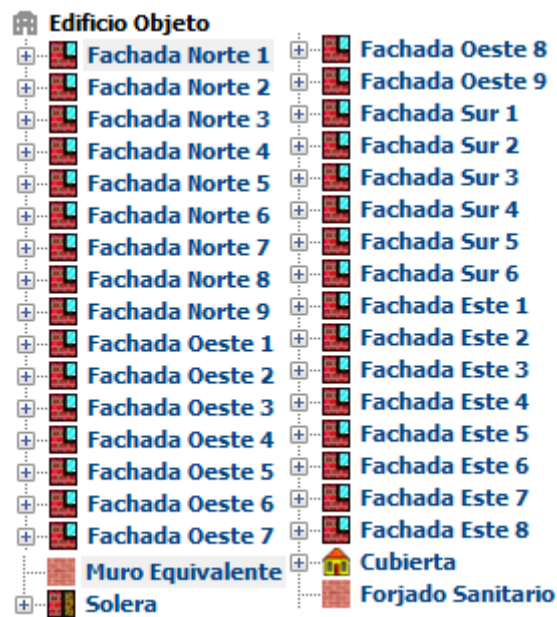 Edificio Objeto
Fachada Norte 1
Fachada Norte 2
Fachada Norte 3
Fachada Norte 4
Fachada Norte 5
Fachada Norte 6
Fachada Norte 7
Fachada Norte 8
Fachada Norte 9
Fachada Oeste 1
Fachada Oeste 2
Fachada Oeste 3
Fachada Oeste 4
Fachada Oeste 5
Fachada Oeste 6
Fachada Oeste 7
Muro Equivalente
Solera
Fachada Oeste 8
Fachada Oeste 9
Fachada Sur 1
Fachada Sur 2
Fachada Sur 3
Fachada Sur 4
Fachada Sur 5
Fachada Sur 6
Fachada Este 1
Fachada Este 2
Fachada Este 3
Fachada Este 4
Fachada Este 5
Fachada Este 6
Fachada Este 7
Fachada Este 8
Cubierta
Forjado Sanitario